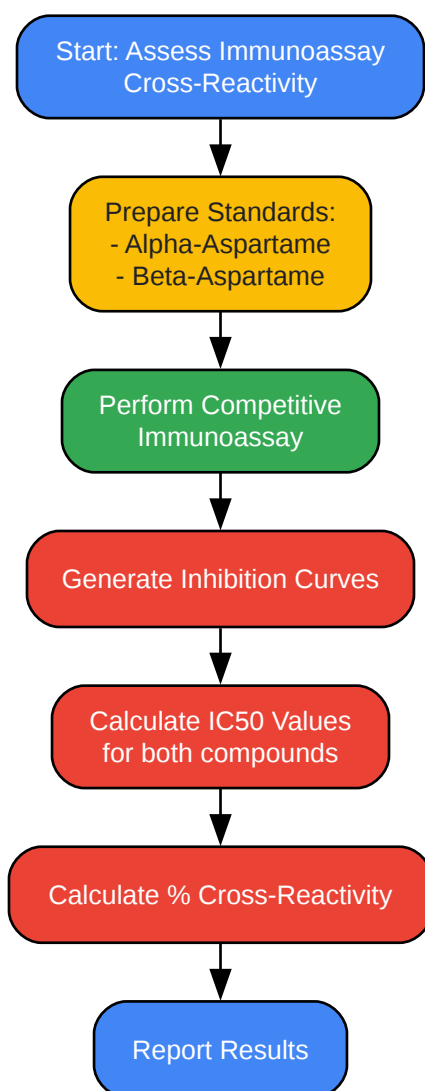 Start: Assess Immunoassay
Cross-Reactivity
Prepare Standards:
- Alpha-Aspartame
- Beta-Aspartame
Perform Competitive
Immunoassay
Generate Inhibition Curves
Calculate IC50 Values
for both compounds
Calculate % Cross-Reactivity
Report Results